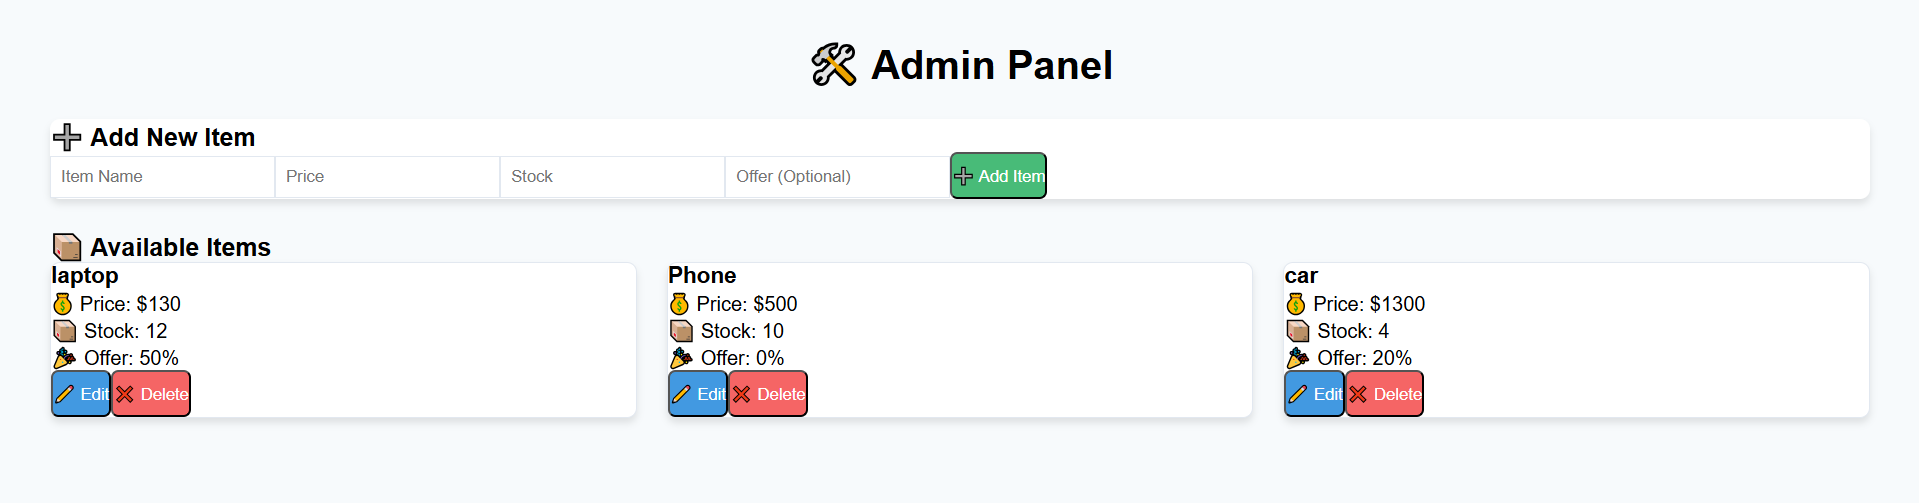 🛠 Admin Panel
➕ Add New Item
Item Name Price Stock Offer (Optional) ➕ Add Item
📦 Available Items
laptop
💰 Price: $130
📦 Stock: 12
🎉 Offer: 50%
✏️ Edit ❌ Delete
Phone
💰 Price: $500
📦 Stock: 10
🎉 Offer: 0%
✏️ Edit ❌ Delete
car
💰 Price: $1300
📦 Stock: 4
🎉 Offer: 20%
✏️ Edit ❌ Delete